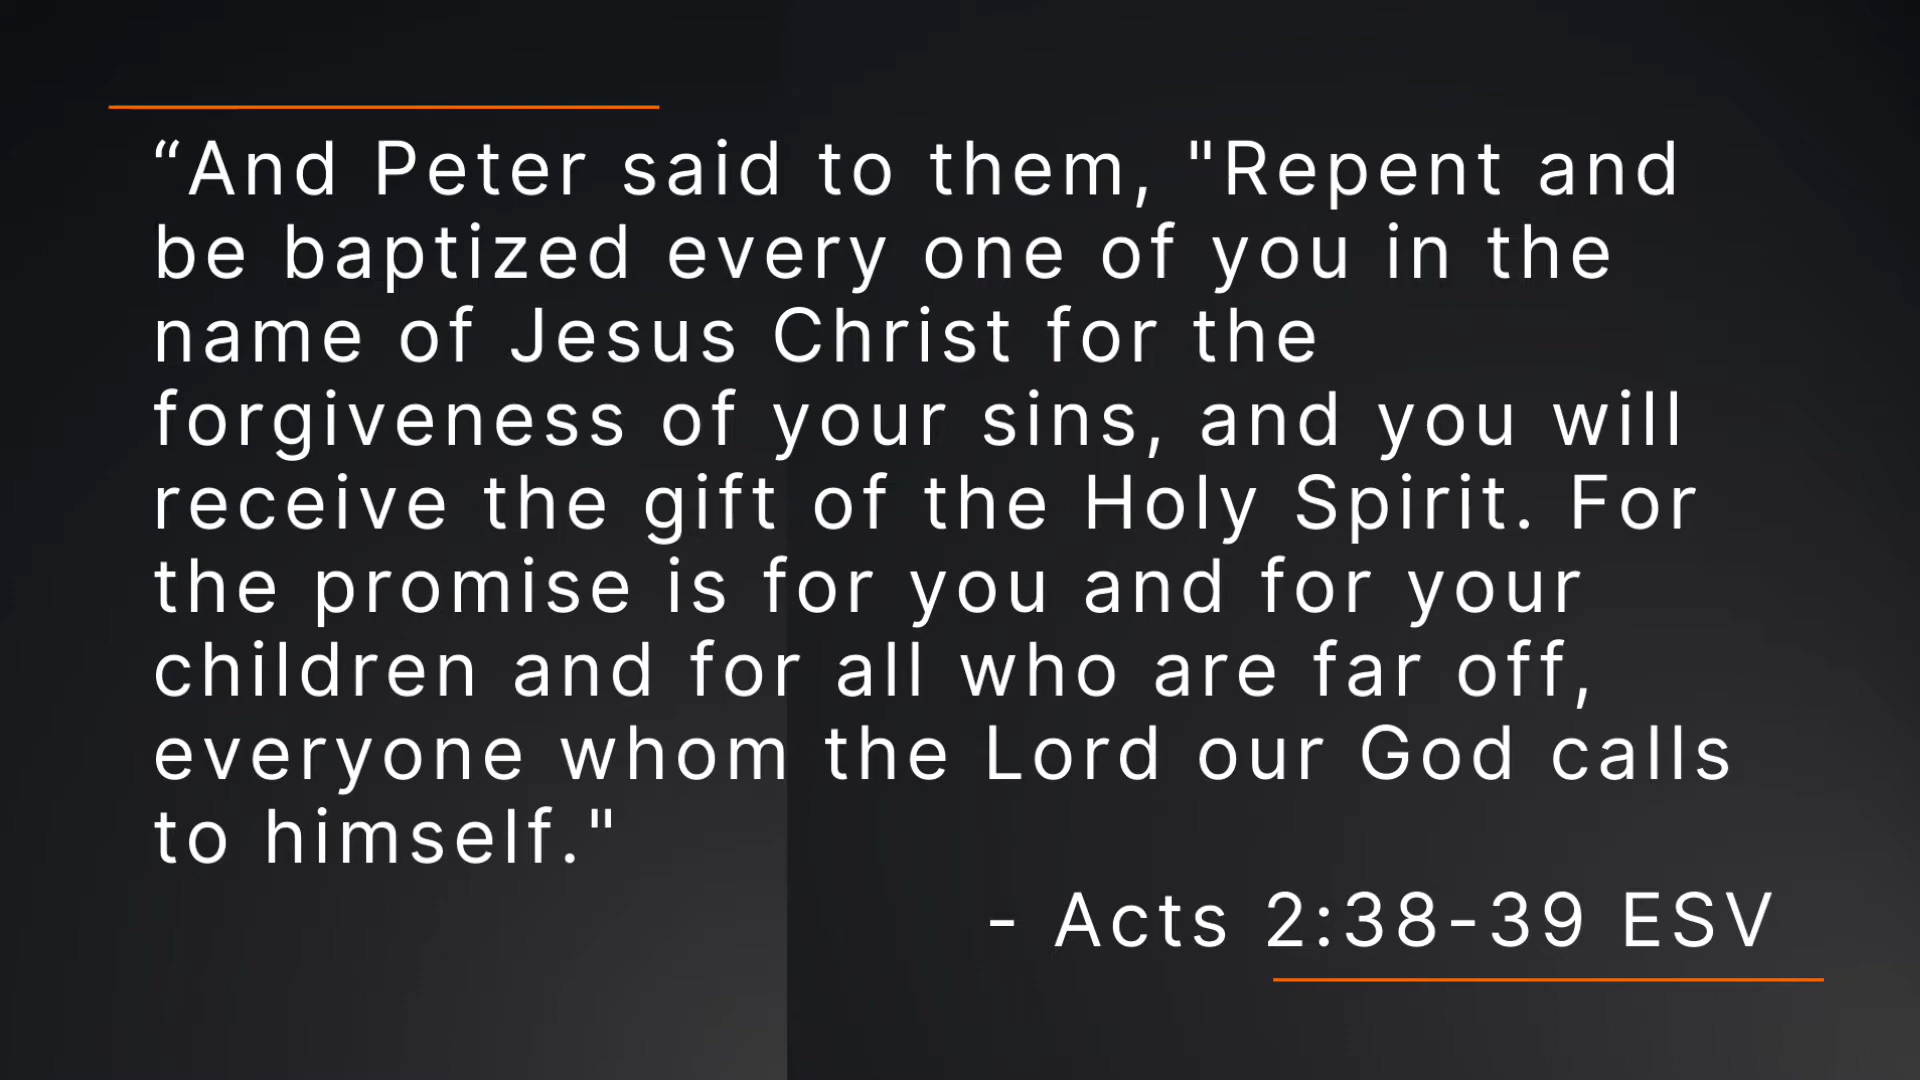 “And Peter said to them, "Repent and
be baptized every one of you in the
name of Jesus Christ for the
forgiveness of your sins, and you will
receive the gift of the Holy Spirit. For
the promise is for you and for your
children and for all who are far off,
everyone whom the Lord our God calls
to himself."
- Acts 2:38-39 ESV